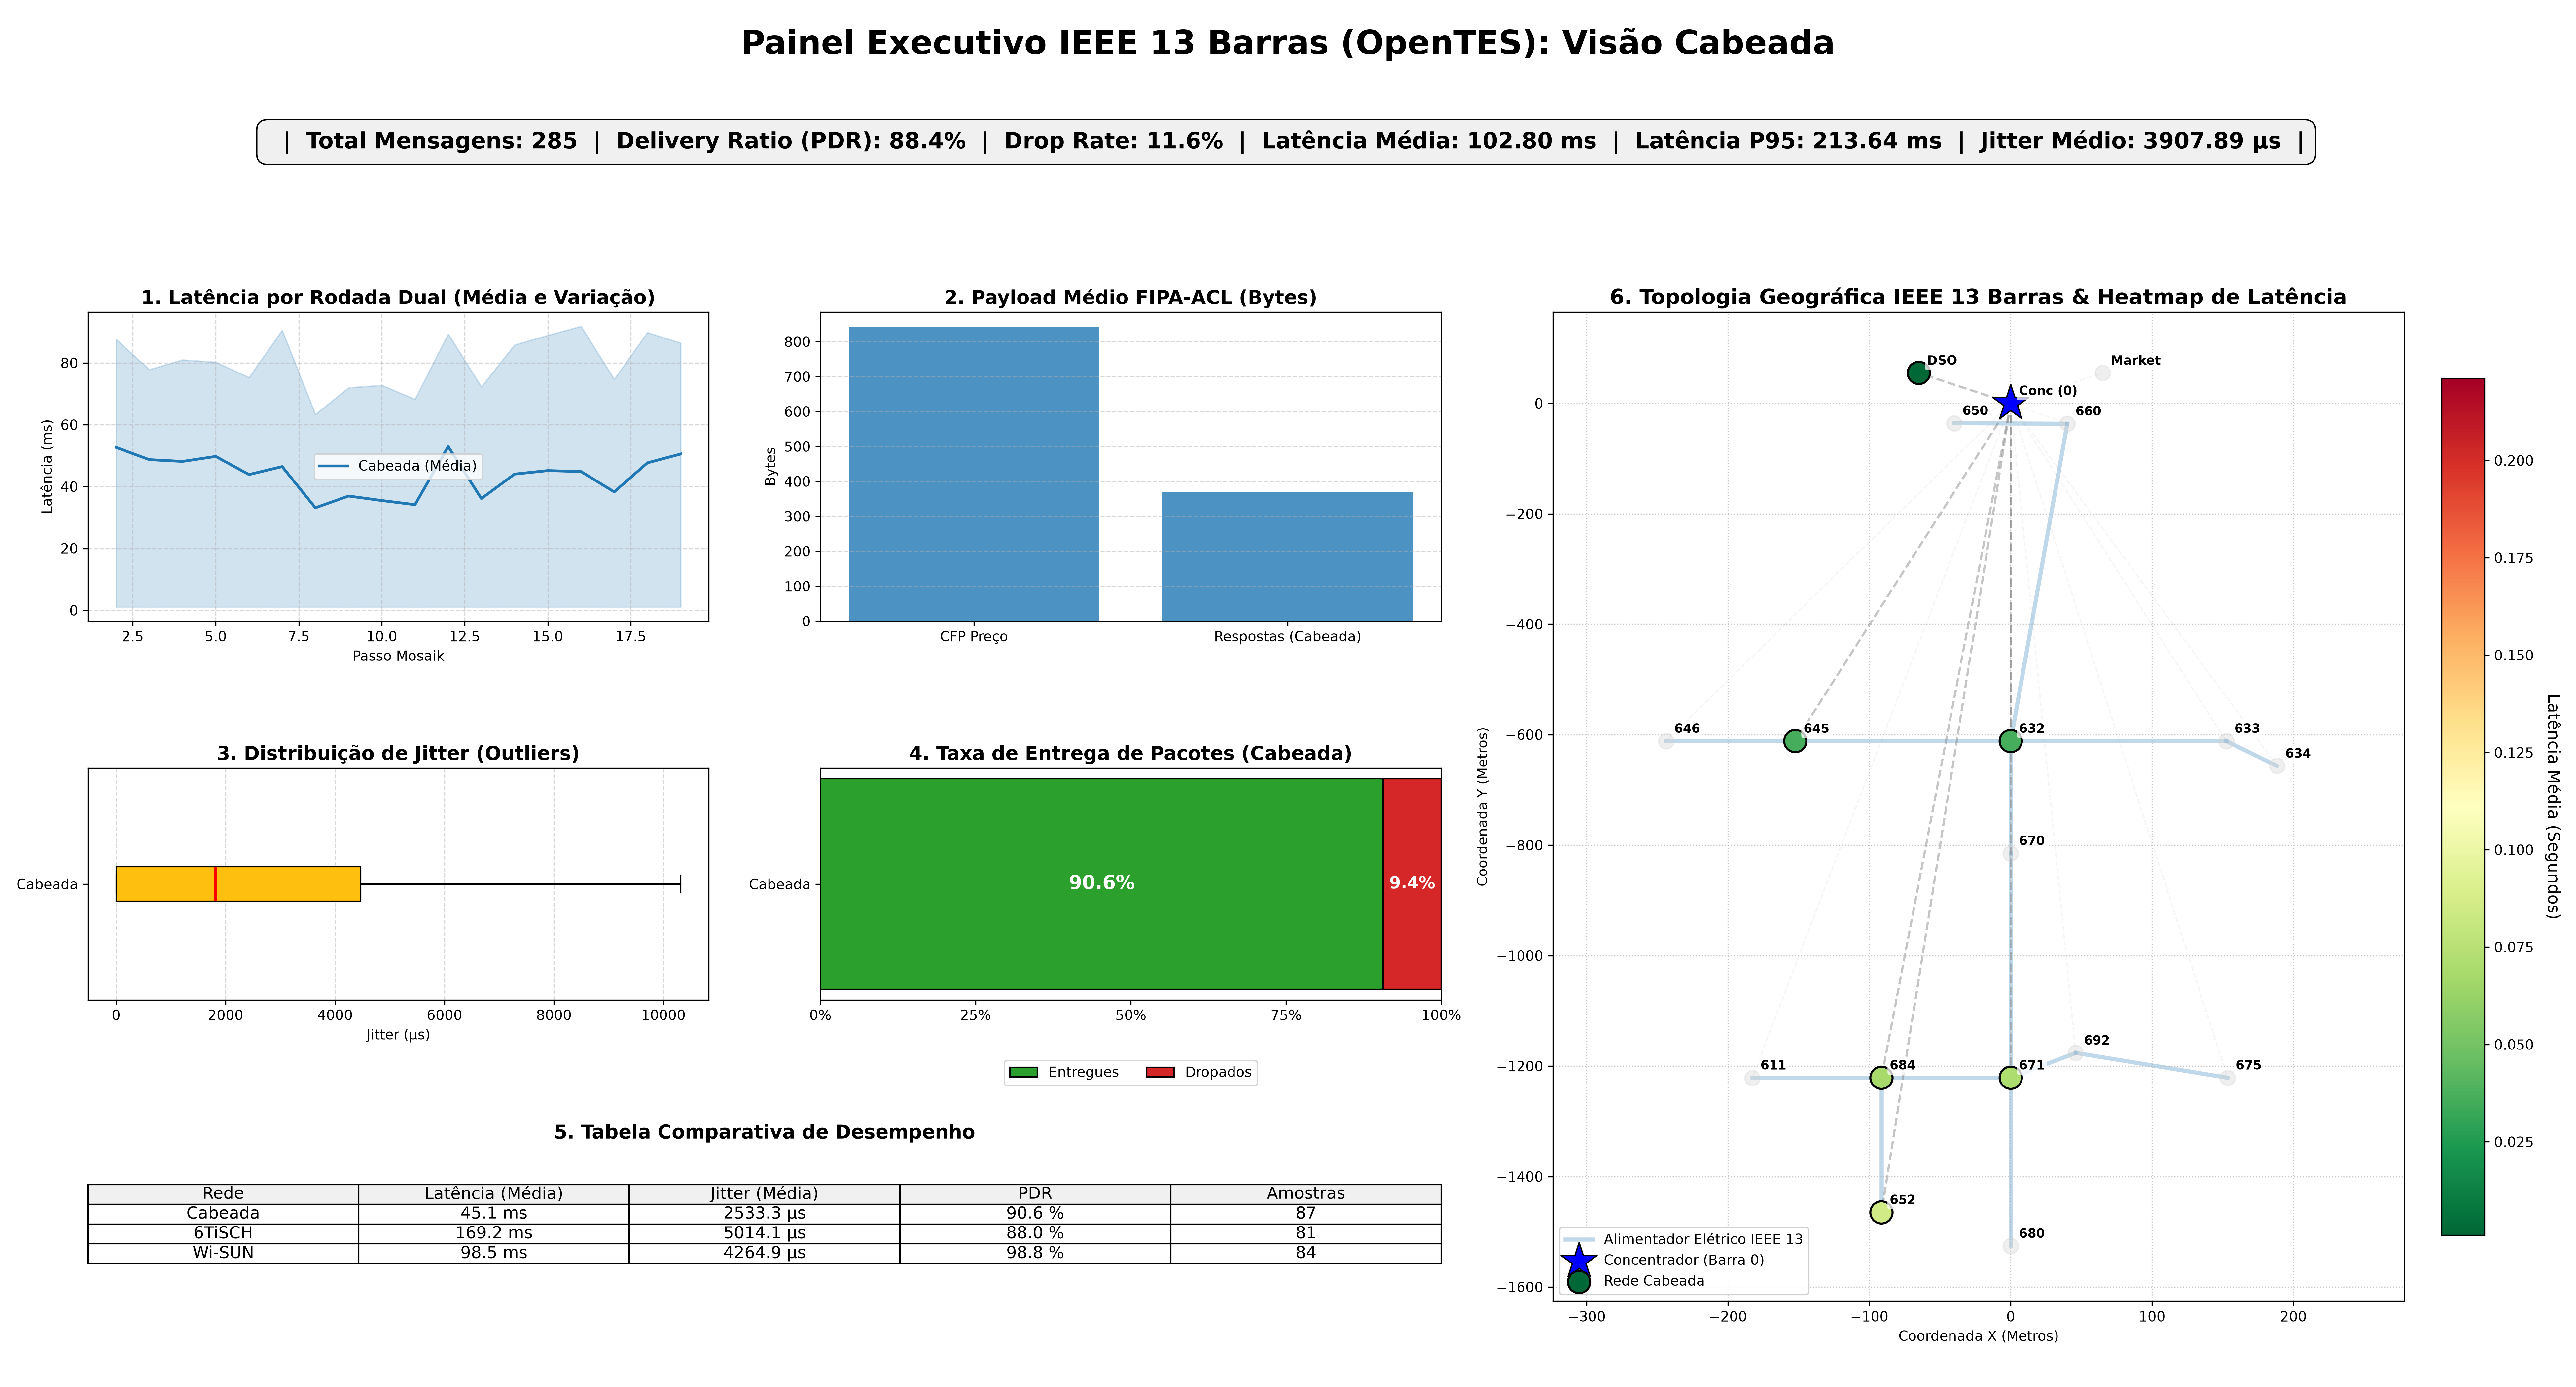 Painel Executivo IEEE 13 Barras (OpenTES): Visão Cabeada
| Total Mensagens: 285 | Delivery Ratio (PDR): 88.4% | Drop Rate: 11.6% | Latência Média: 102.80 ms | Latência P95: 213.64 ms | Jitter Médio: 3907.89 µs |
1. Latência por Rodada Dual (Média e Variação)
Latência (ms)
80
60
40
20
0
Cabeada (Média)
2.5 5.0 7.5 10.0 12.5 15.0 17.5
Passo Mosaik
2. Payload Médio FIPA-ACL (Bytes)
Bytes
800
700
600
500
400
300
200
100
0
CFP Preço Respostas (Cabeada)
3. Distribuição de Jitter (Outliers)
Cabeada
0 2000 4000 6000 8000 10000
Jitter (µs)
4. Taxa de Entrega de Pacotes (Cabeada)
Cabeada
90.6% 9.4%
0% 25% 50% 75% 100%
Entregues Dropados
5. Tabela Comparativa de Desempenho
Rede Latência (Média) Jitter (Média) PDR Amostras
Cabeada 45.1 ms 2533.3 µs 90.6 % 87
6TiSCH 169.2 ms 5014.1 µs 88.0 % 81
Wi-SUN 98.5 ms 4264.9 µs 98.8 % 84
6. Topologia Geográfica IEEE 13 Barras & Heatmap de Latência
Coordenada Y (Metros)
0
−200
−400
−600
−800
−1000
−1200
−1400
−1600
DSO Market
Conc (0)
650 660
646 645 632 633
634
670
692
611 684 671 675
652
680
Alimentador Elétrico IEEE 13
Concentrador (Barra 0)
Rede Cabeada
−300 −200 −100 0 100 200
Coordenada X (Metros)
0.200
0.175
0.150
0.125
0.100
0.075
0.050
0.025
Latência Média (Segundos)